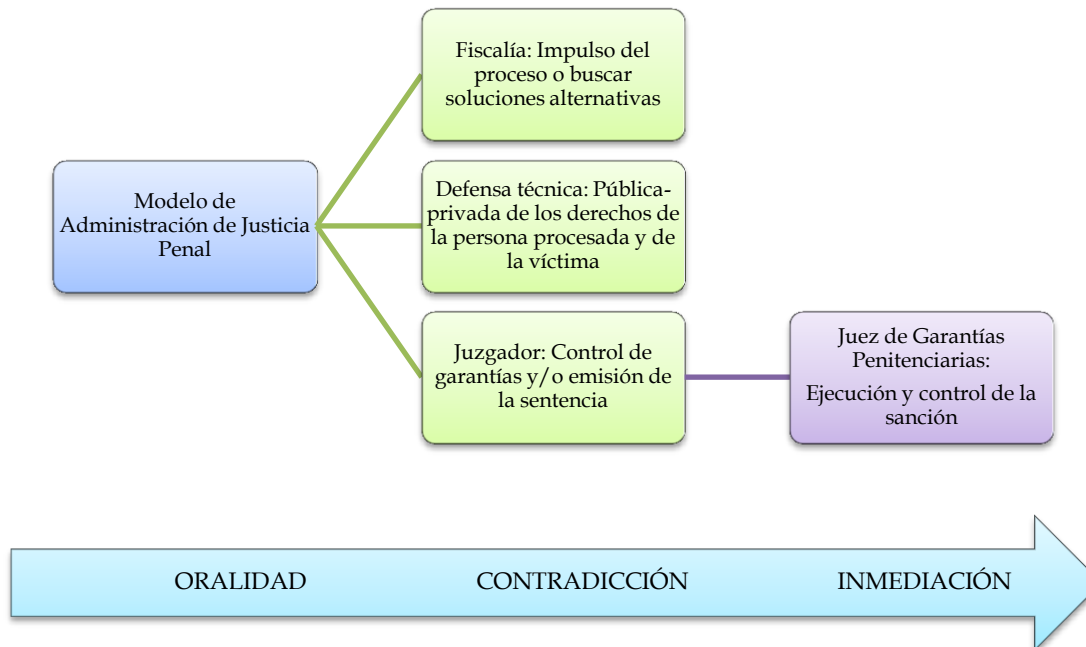 Fiscalía: Impulso del
proceso o buscar
soluciones alternativas
Modelo de
Administración de Justicia
Penal
Defensa técnica: Pública-
privada de los derechos de
la persona procesada y de
la víctima
Juzgador: Control de
garantías y/o emisión de
la sentencia
Juez de Garantías
Penitenciarias:
Ejecución y control de la
sanción
ORALIDAD CONTRADICCIÓN INMEDIACIÓN